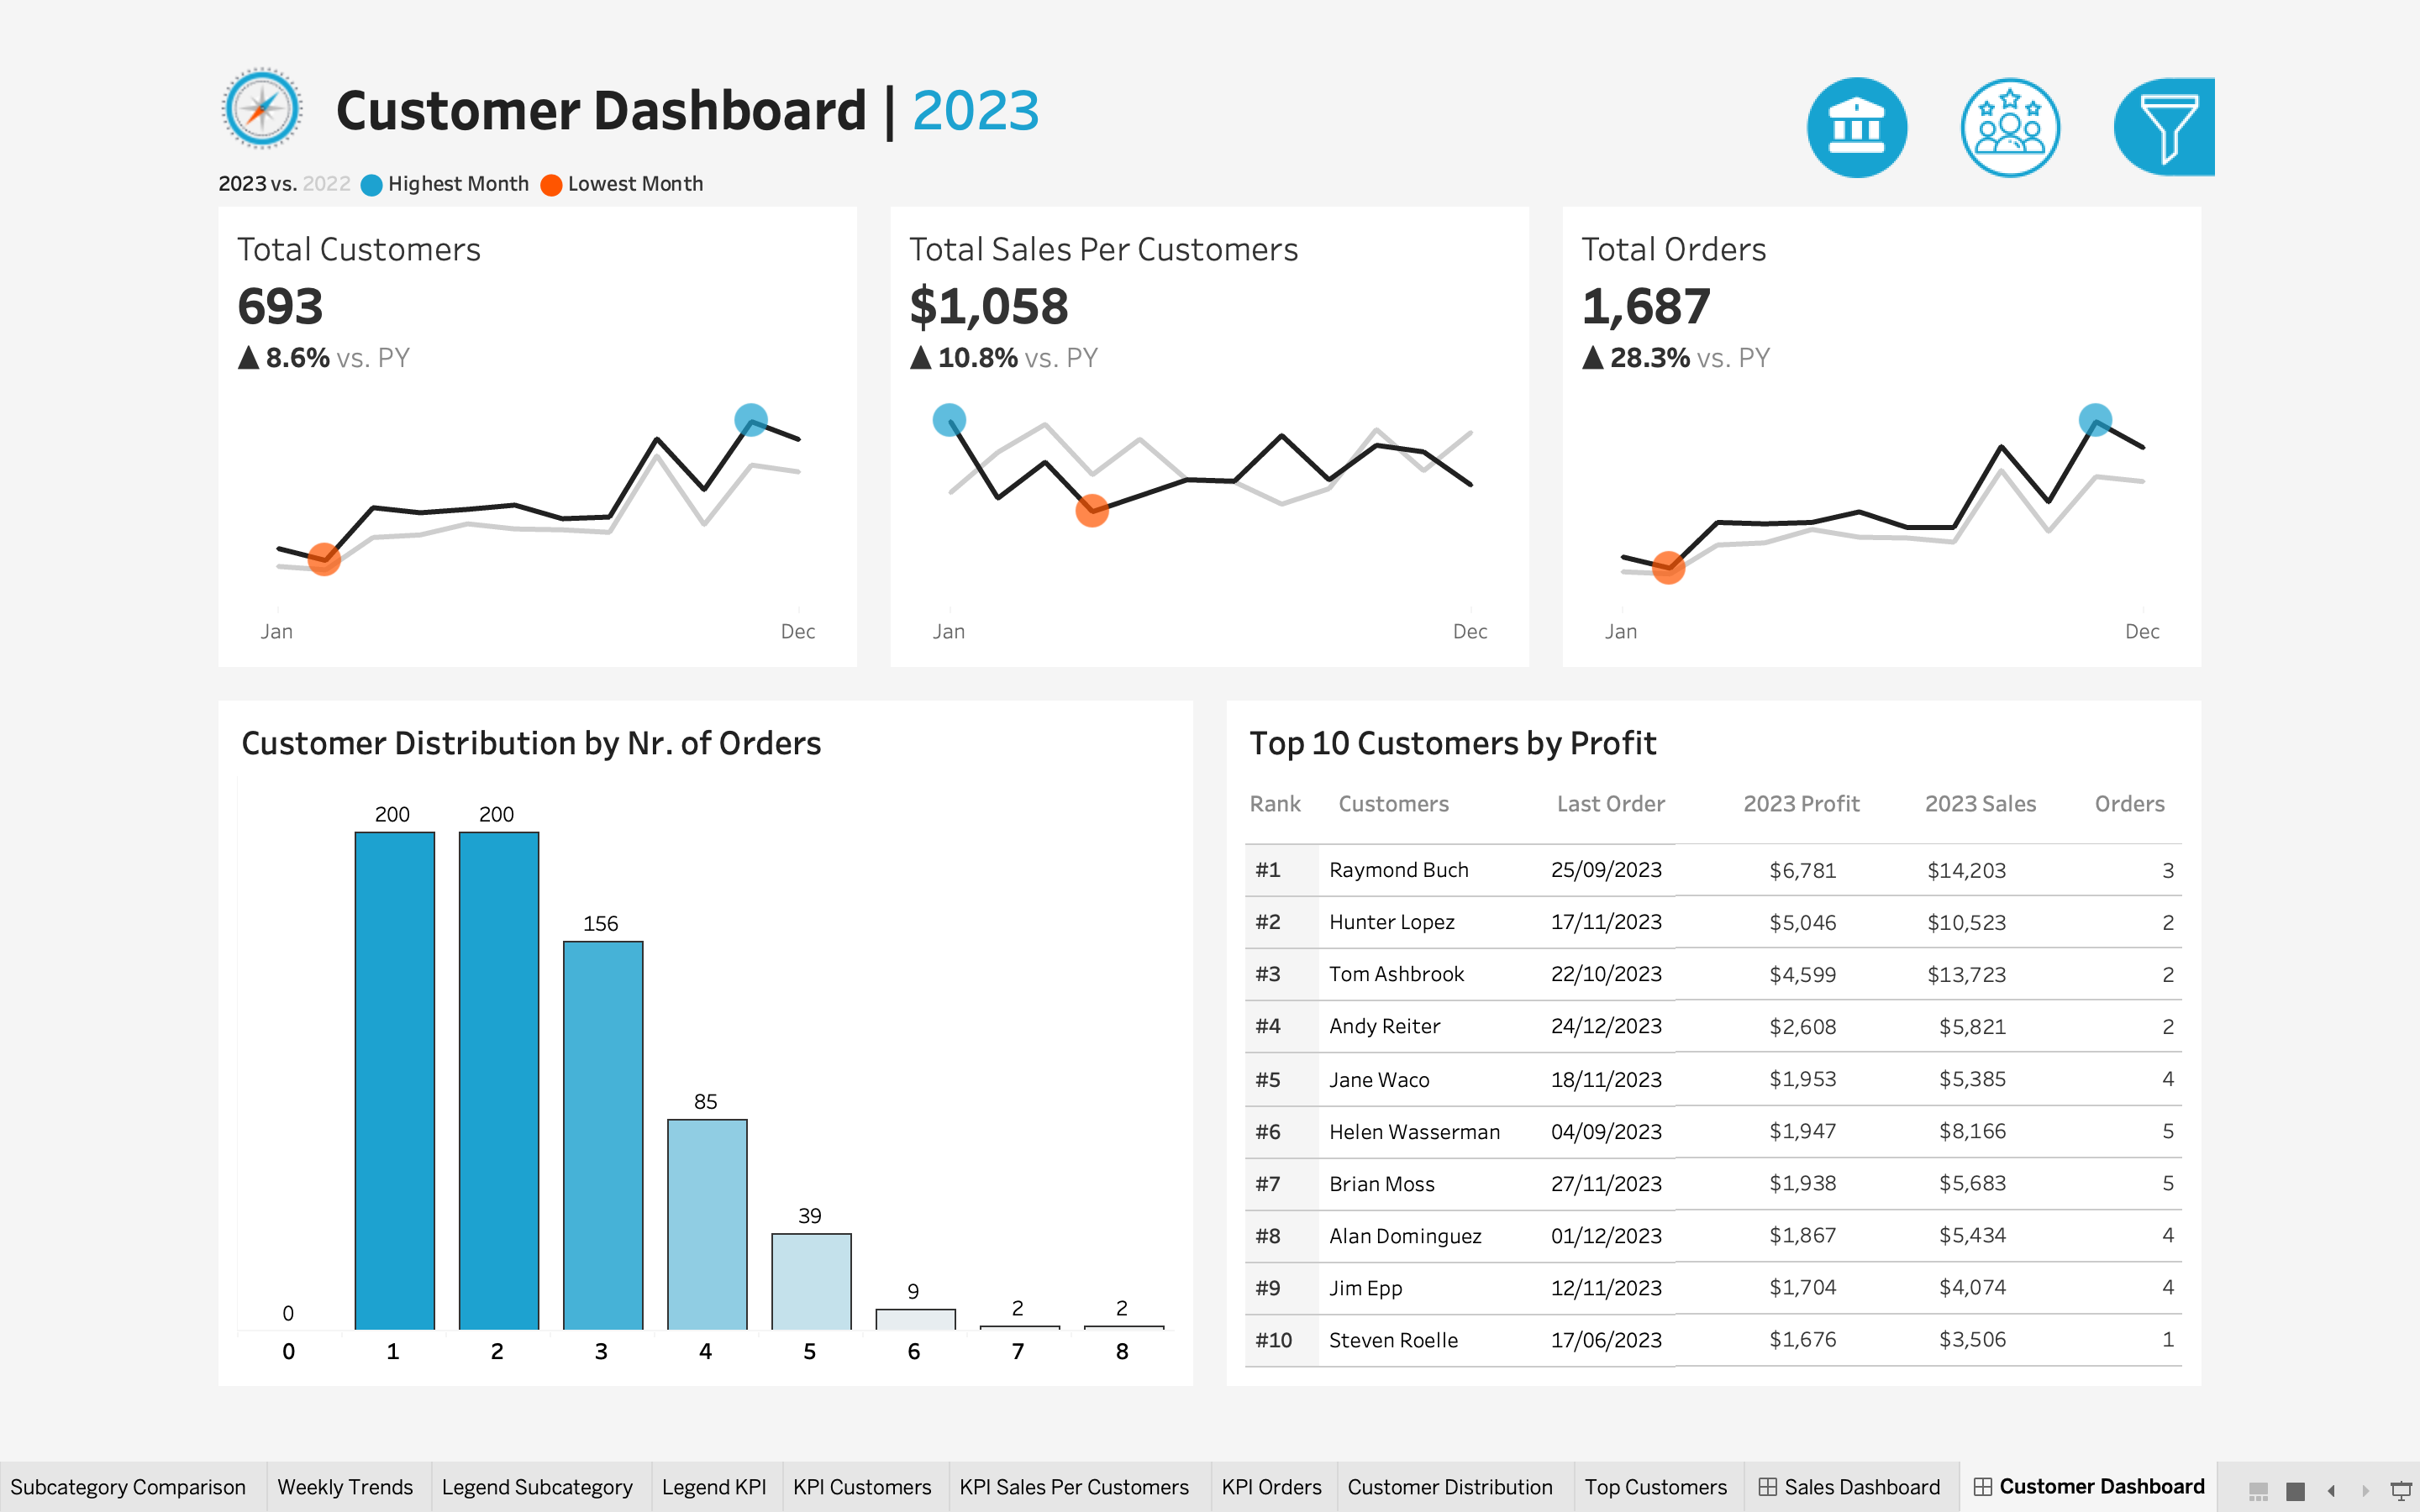 Customer Dashboard | 2023
2023 vs. 2022 Highest Month Lowest Month
Total Customers
693
▲ 8.6% vs. PY
Jan Dec
Total Sales Per Customers
$1,058
▲ 10.8% vs. PY
Jan Dec
Total Orders
1,687
▲ 28.3% vs. PY
Jan Dec
Customer Distribution by Nr. of Orders
0 200 200 156 85 39 9 2 2
0 1 2 3 4 5 6 7 8
Top 10 Customers by Profit
Rank Customers Last Order 2023 Profit 2023 Sales Orders
#1 Raymond Buch 25/09/2023 $6,781 $14,203 3
#2 Hunter Lopez 17/11/2023 $5,046 $10,523 2
#3 Tom Ashbrook 22/10/2023 $4,599 $13,723 2
#4 Andy Reiter 24/12/2023 $2,608 $5,821 2
#5 Jane Waco 18/11/2023 $1,953 $5,385 4
#6 Helen Wasserman 04/09/2023 $1,947 $8,166 5
#7 Brian Moss 27/11/2023 $1,938 $5,683 5
#8 Alan Dominguez 01/12/2023 $1,867 $5,434 4
#9 Jim Epp 12/11/2023 $1,704 $4,074 4
#10 Steven Roelle 17/06/2023 $1,676 $3,506 1
Subcategory Comparison Weekly Trends Legend Subcategory Legend KPI KPI Customers KPI Sales Per Customers KPI Orders Customer Distribution Top Customers Sales Dashboard Customer Dashboard